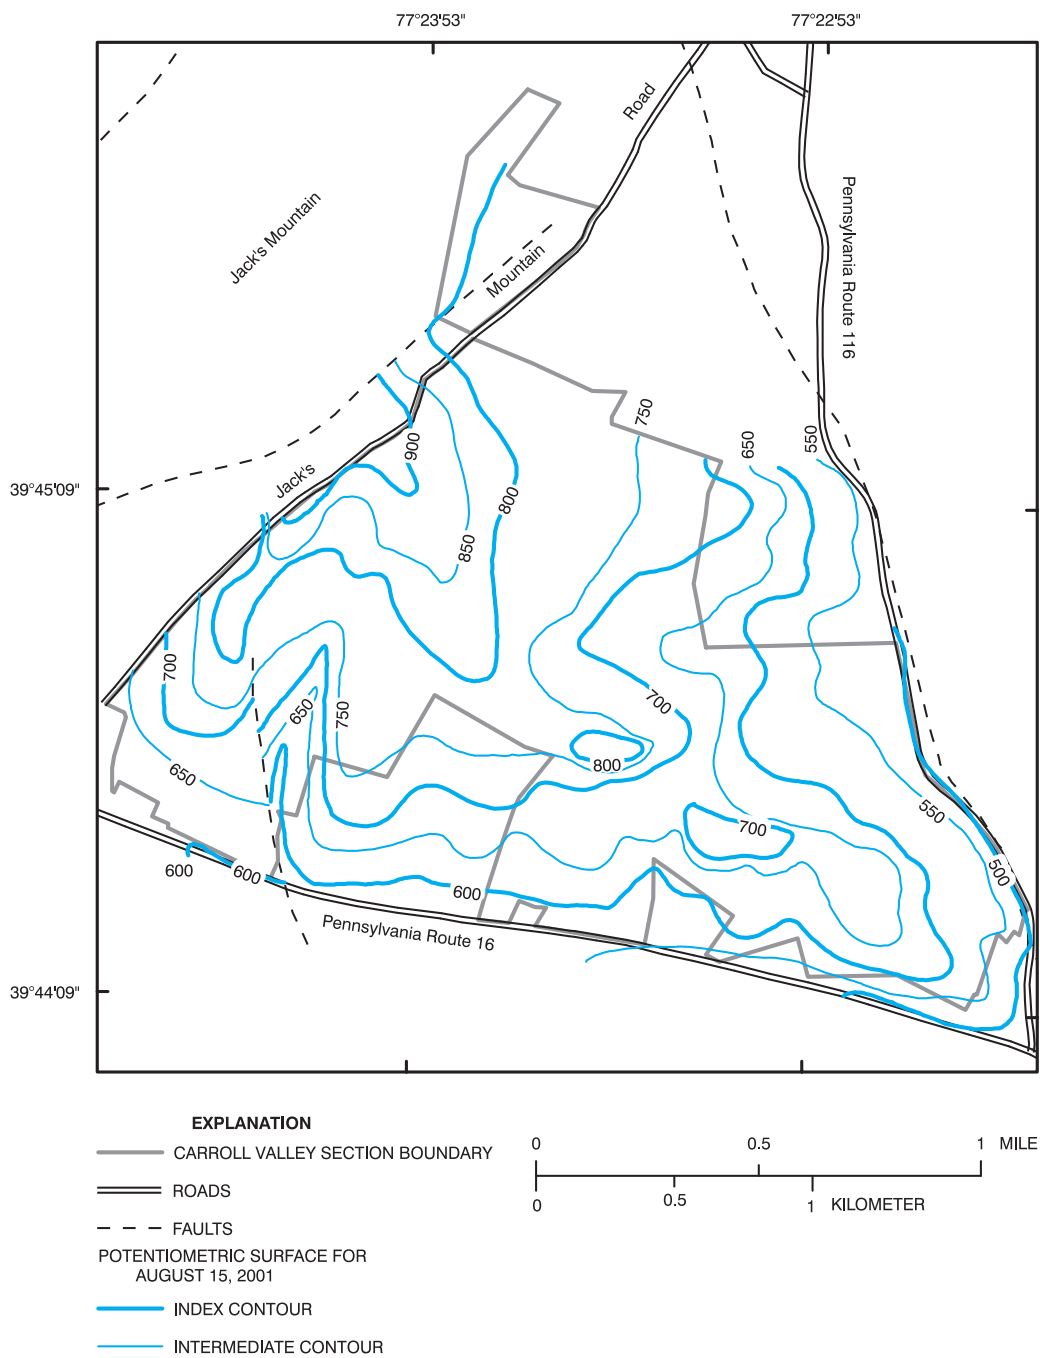 77°23'53"
77°22'53"
Road
Pennsylvania Route 116
Jack's Mountain
Mountain
750
650
550
900
39°45'09"
Jack's
800
850
700
650
750
700
800
650
550
700
600
600
600
500
Pennsylvania Route 16
39°44'09"
EXPLANATION
CARROLL VALLEY SECTION BOUNDARY
ROADS
FAULTS
POTENTIOMETRIC SURFACE FOR
AUGUST 15, 2001
INDEX CONTOUR
INTERMEDIATE CONTOUR
0 0.5 1 MILE
0 0.5 1 KILOMETER